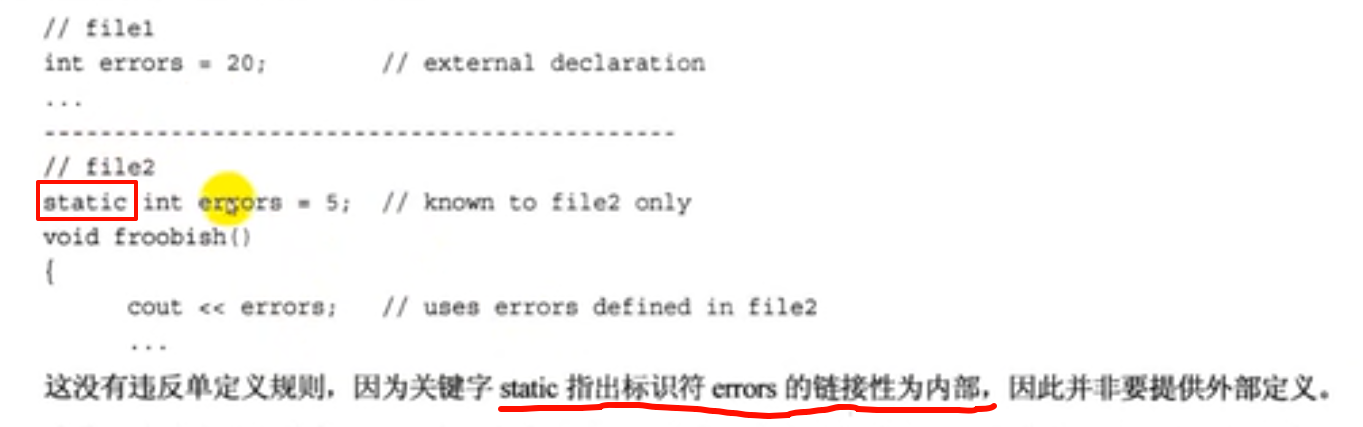 // file1
int errors = 20;        // external declaration
...
---------------------------------------------
// file2
static int errors = 5;  // known to file2 only
void froobish()
{
      cout << errors;   // uses errors defined in file2
      ...
这没有违反单定义规则，因为关键字 static 指出标识符 errors 的链接性为内部，因此并非要提供外部定义。